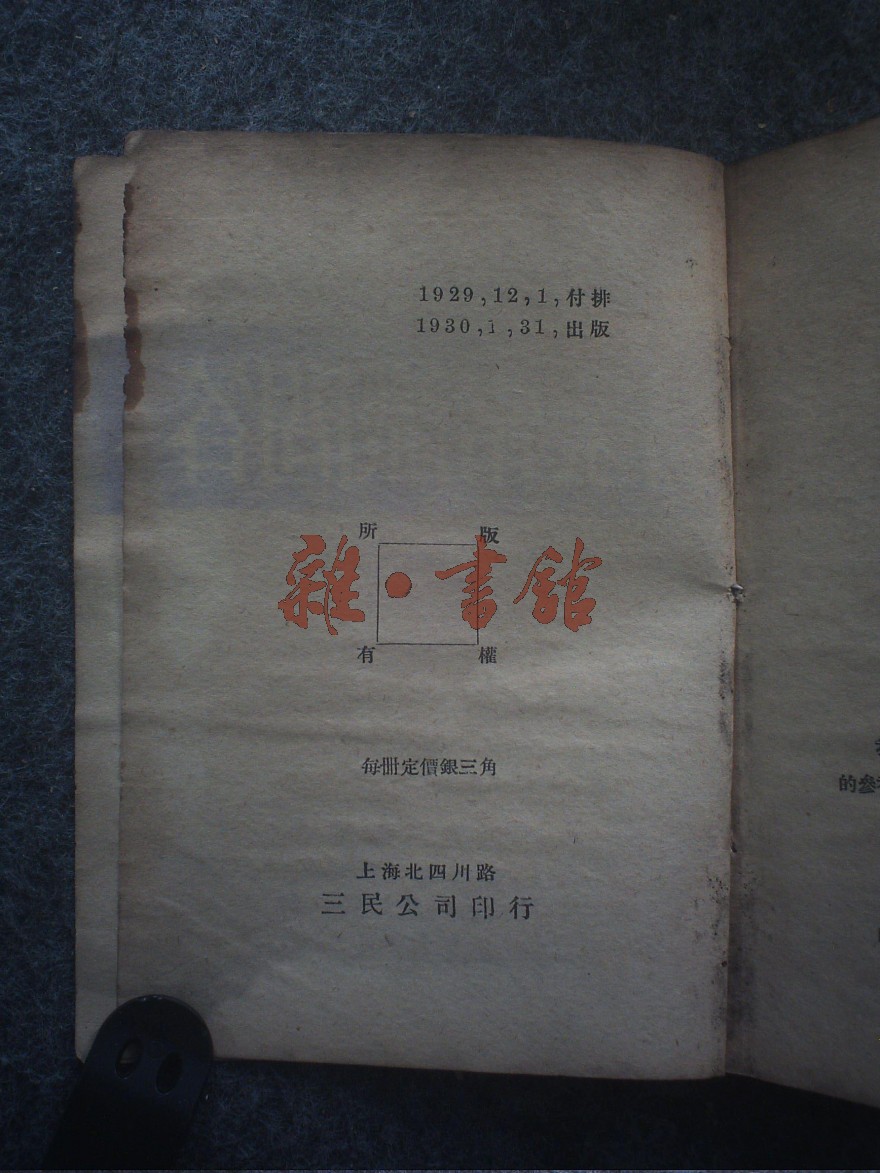 1929,12,1,付排
1930,1,31,出版
版權所有
雜·書館
每冊定價銀三角
上海北四川路
三民公司印行
的參